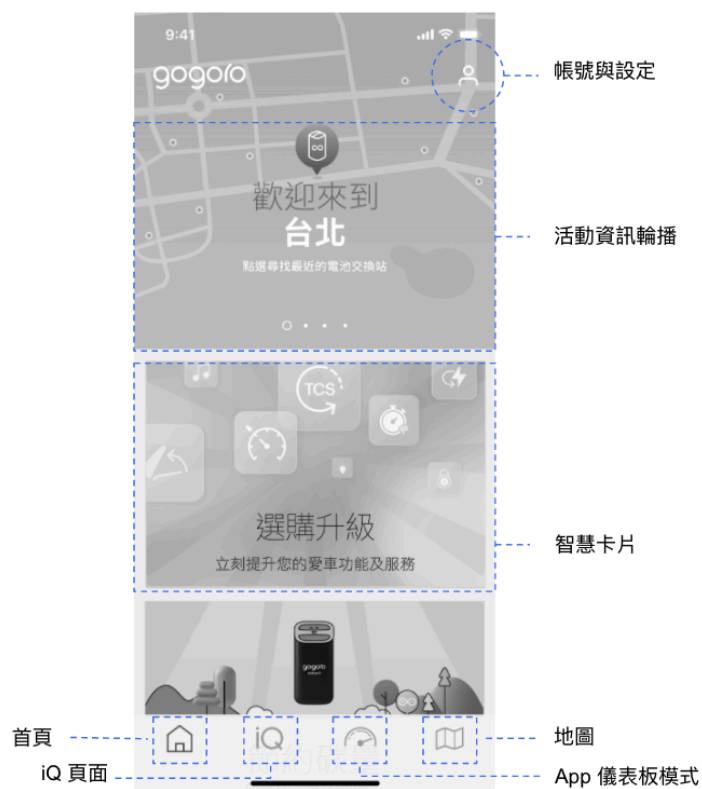 9:41
gogoro
帳號與設定
歡迎來到
台北
點選尋找最近的電池交換站
活動資訊輪播
TCS
選購升級
立刻提升您的愛車功能及服務
智慧卡片
gogoro
首頁
iQ
地圖
iQ 頁面
App 儀表板模式